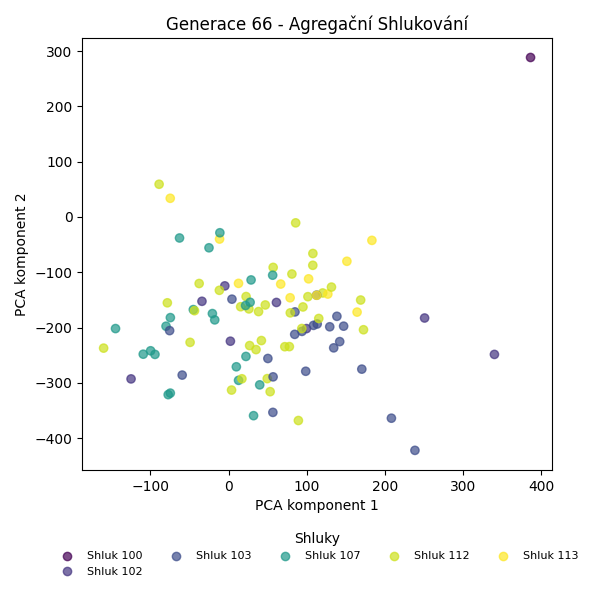 Generace 66 - Agregační Shlukování
PCA komponent 2
300
200
100
0
−100
−200
−300
−400
−100
0
100
200
300
400
PCA komponent 1
Shluky
Shluk 100
Shluk 103
Shluk 107
Shluk 112
Shluk 113
Shluk 102